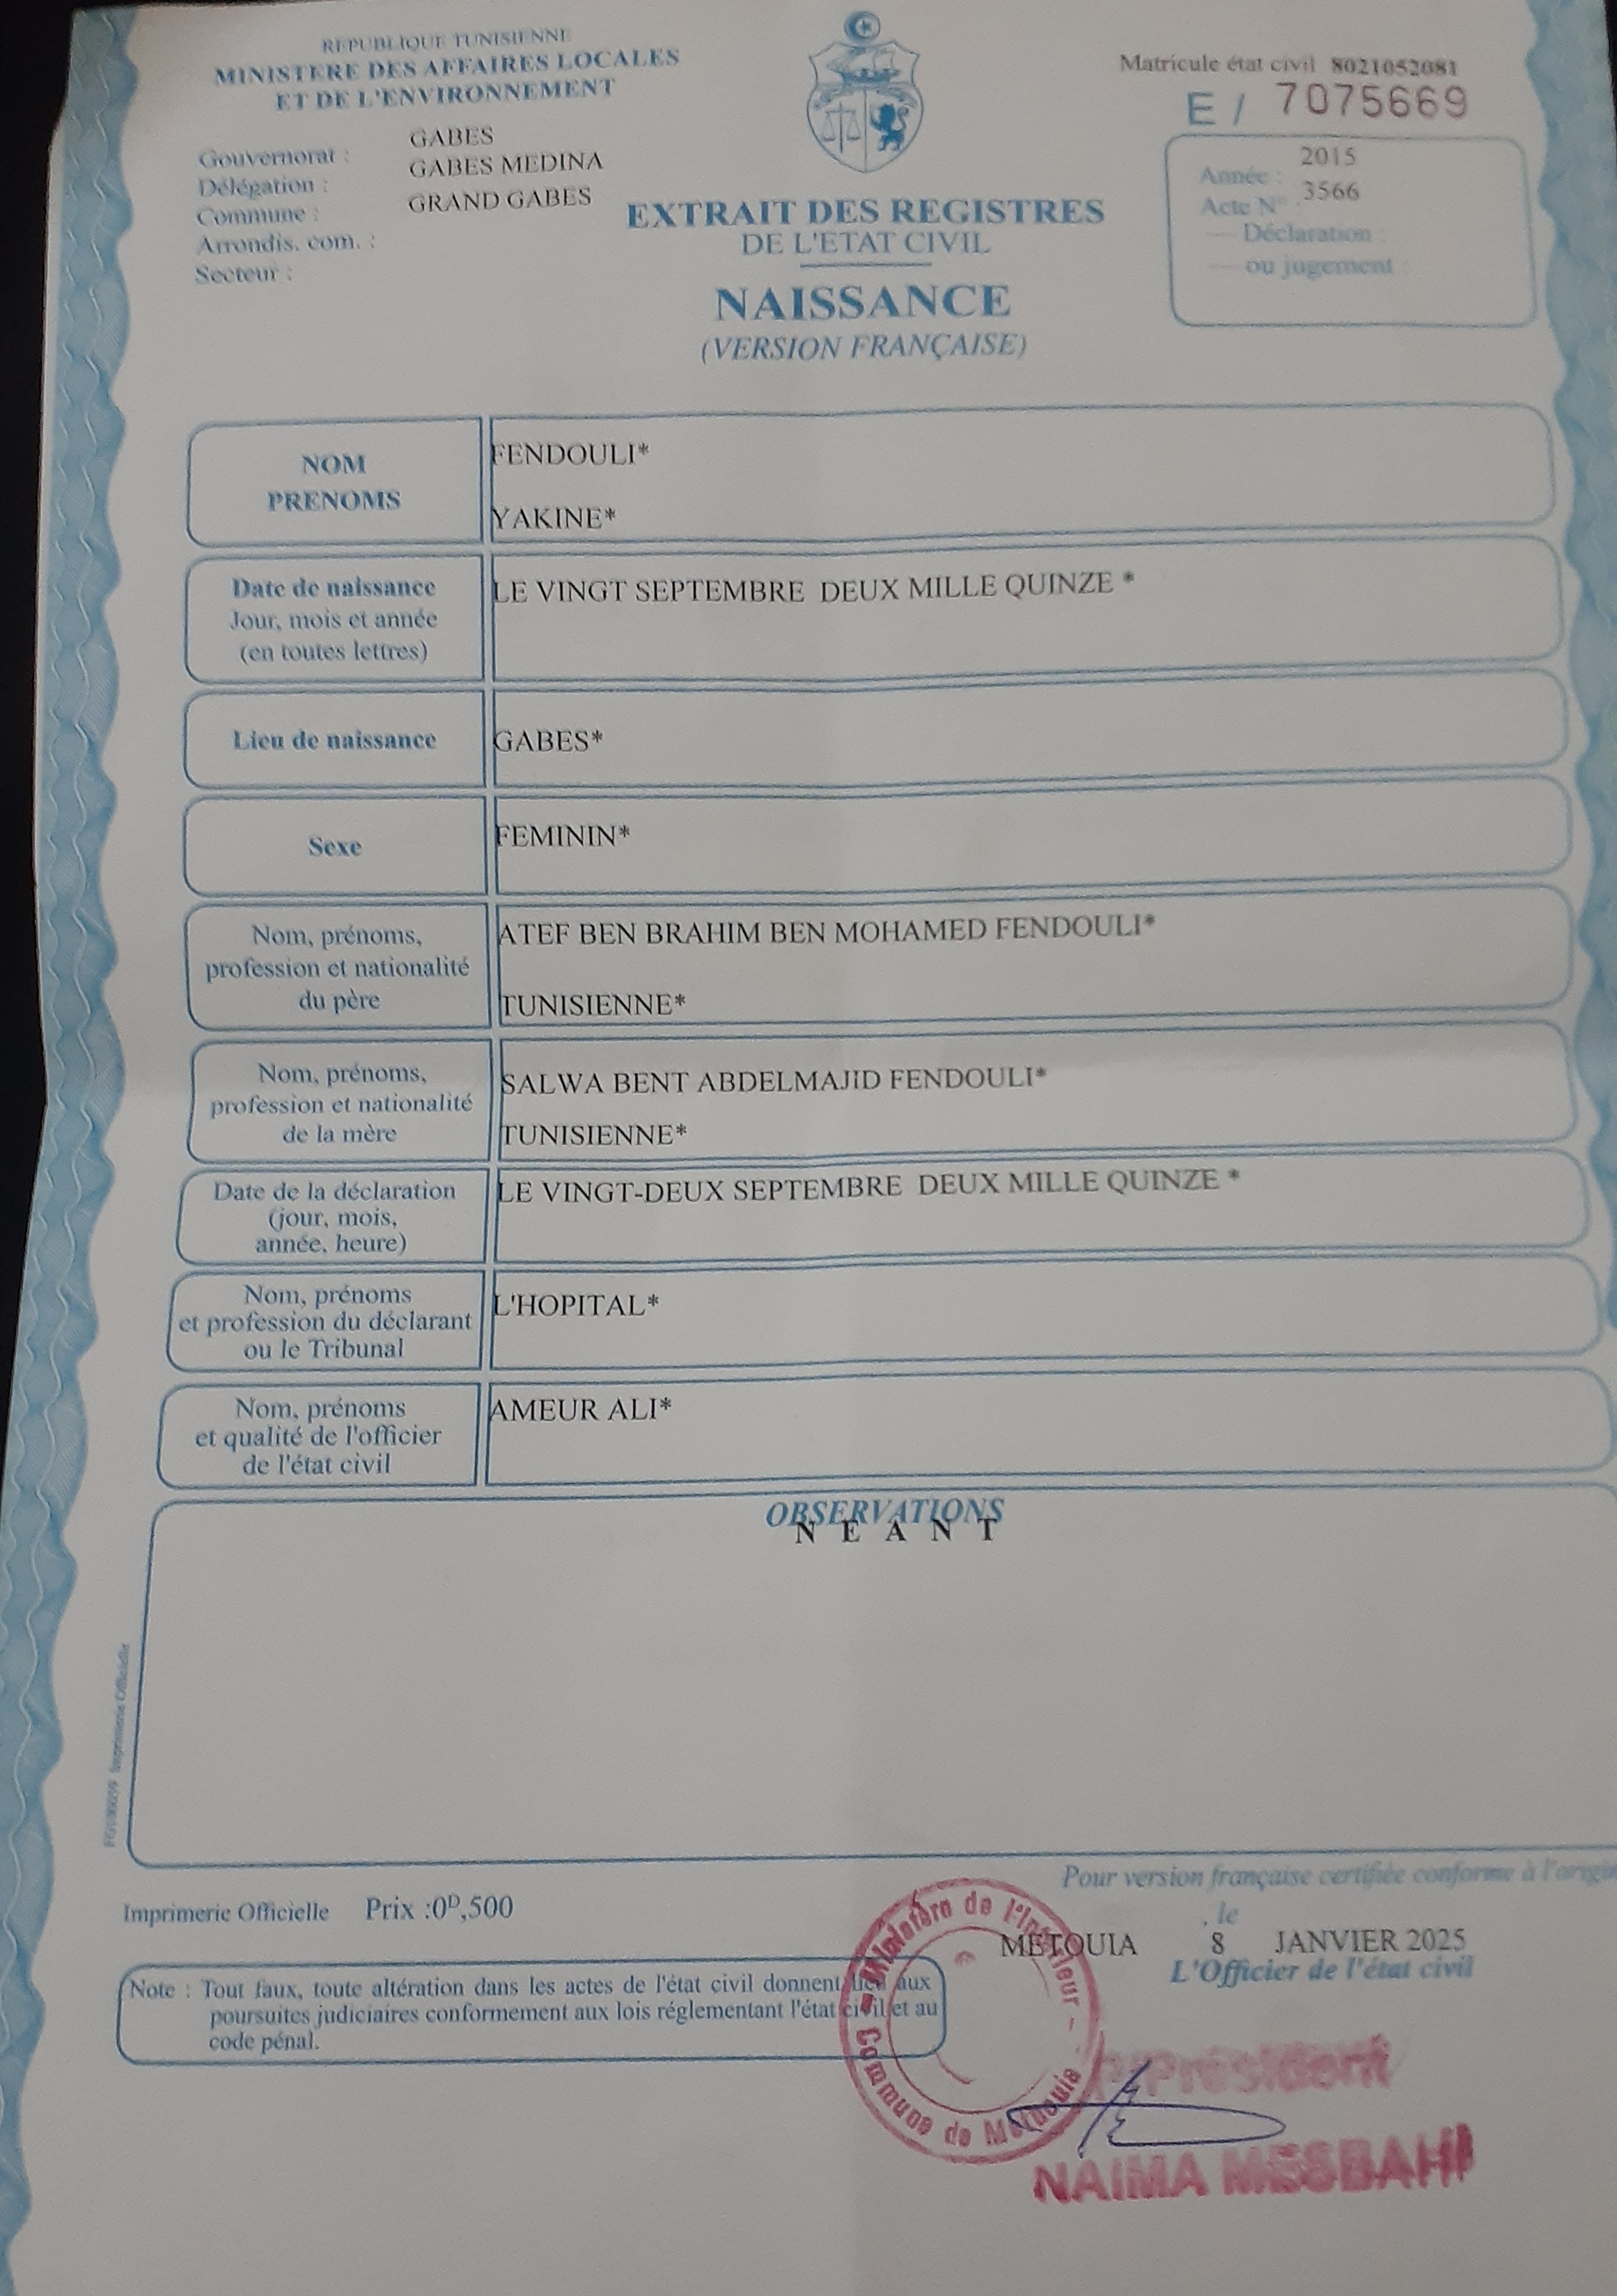 REPUBLIQUE TUNISIENNE
MINISTERE DES AFFAIRES LOCALES
ET DE L'ENVIRONNEMENT
Gouvernorat : GABES
Délégation : GABES MEDINA
Commune : GRAND GABES
Arrondis. com. :
Secteur :
Matricule état civil 8021052081
E / 7075669
Année : 2015
Acte N° 3566
— Déclaration :
— ou jugement :
EXTRAIT DES REGISTRES
DE L'ETAT CIVIL
NAISSANCE
(VERSION FRANÇAISE)
NOM FENDOULI*
PRENOMS YAKINE*
Date de naissance LE VINGT SEPTEMBRE DEUX MILLE QUINZE *
Jour, mois et année
(en toutes lettres)
Lieu de naissance GABES*
Sexe FEMININ*
Nom, prénoms, ATEF BEN BRAHIM BEN MOHAMED FENDOULI*
profession et nationalité
du père TUNISIENNE*
Nom, prénoms, SALWA BENT ABDELMAJID FENDOULI*
profession et nationalité
de la mère TUNISIENNE*
Date de la déclaration LE VINGT-DEUX SEPTEMBRE DEUX MILLE QUINZE *
(jour, mois,
année, heure)
Nom, prénoms L'HOPITAL*
et profession du déclarant
ou le Tribunal
Nom, prénoms AMEUR ALI*
et qualité de l'officier
de l'état civil
OBSERVATIONS
N E A N T
Imprimerie Officielle
Pour version française certifiée conforme à l'origin
Imprimerie Officielle Prix :0ᴰ,500
, le
METOUIA 8 JANVIER 2025
L'Officier de l'état civil
Note : Tout faux, toute altération dans les actes de l'état civil donnent lieu aux
poursuites judiciaires conformement aux lois réglementant l'état civil et au
code pénal.
Ministère de l'Intérieur
Commune de Metouia
P/Président
NAIMA MESBAHI